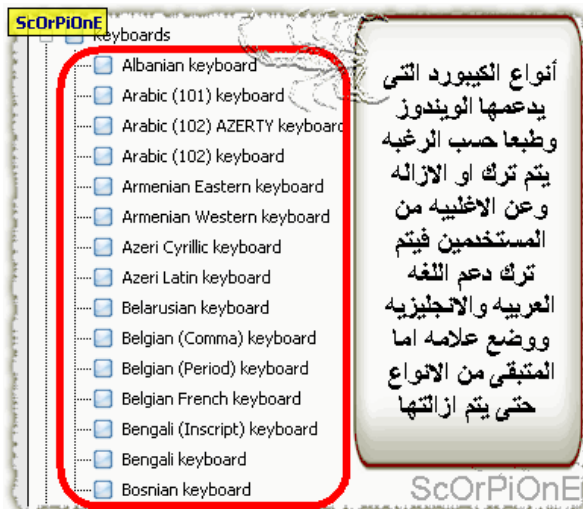 ScOrPiOnE
Keyboards
Albanian keyboard
Arabic (101) keyboard
Arabic (102) AZERTY keyboard
Arabic (102) keyboard
Armenian Eastern keyboard
Armenian Western keyboard
Azeri Cyrillic keyboard
Azeri Latin keyboard
Belarusian keyboard
Belgian (Comma) keyboard
Belgian (Period) keyboard
Belgian French keyboard
Bengali (Inscript) keyboard
Bengali keyboard
Bosnian keyboard
أنواع الكيبورد التى
يدعمها الويندوز
وطبعا حسب الرغبه
يتم ترك او الازاله
وعن الاغلبيه من
المستخدمين فيتم
ترك دعم اللغه
العربيه والانجليزيه
ووضع علامه اما
المتبقى من الانواع
حتى يتم ازالتها
ScOrPiOnE